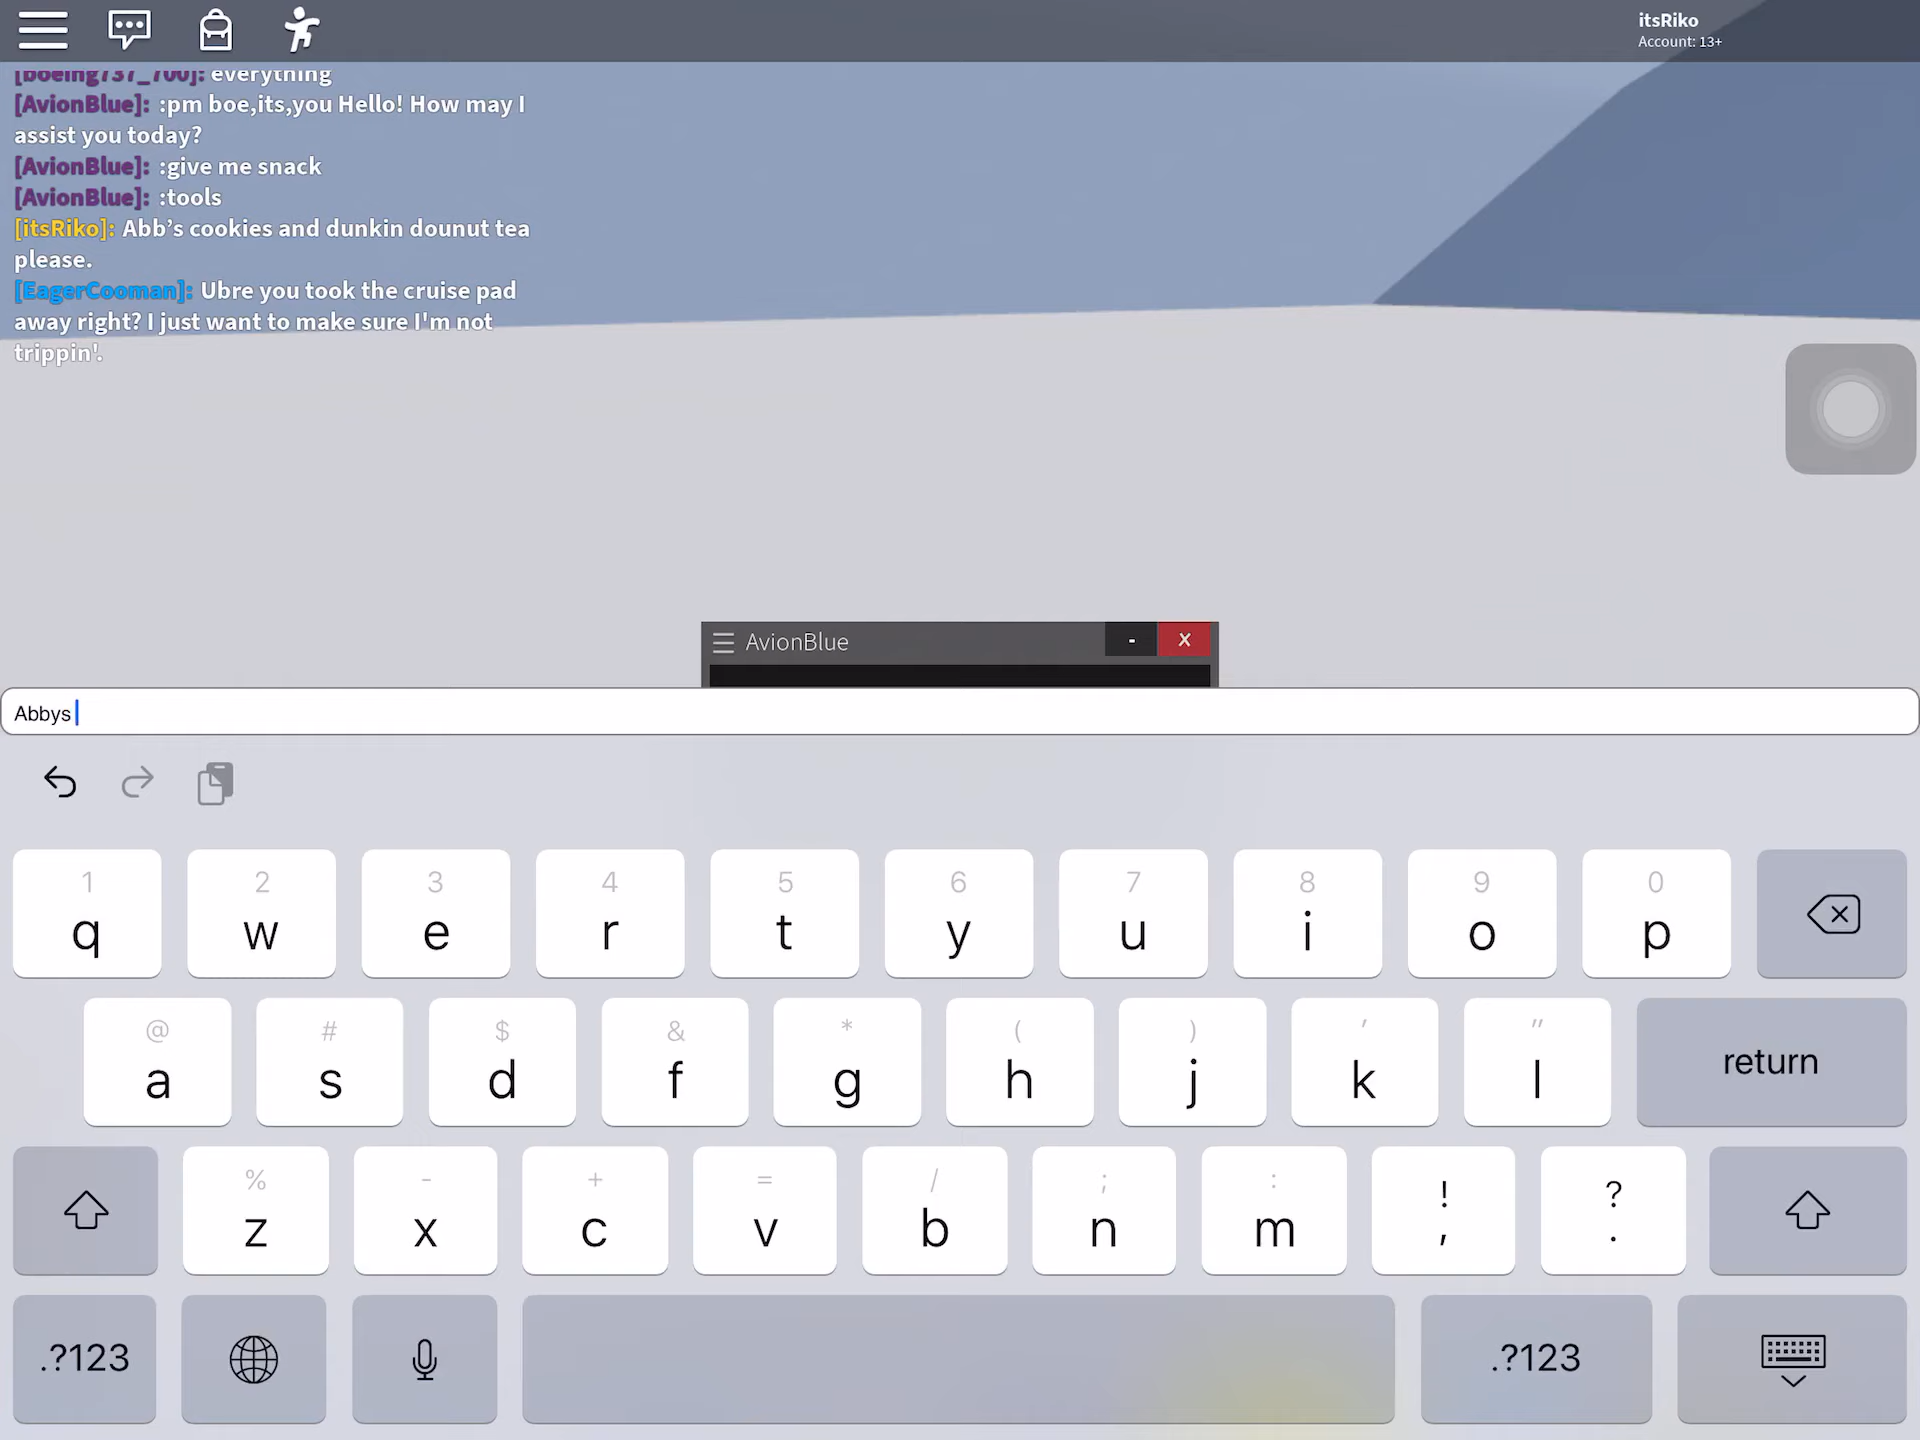 itsRiko
Account: 13+
[boeing737_700]: everything
[AvionBlue]: :pm boe,its,you Hello! How may I
assist you today?
[AvionBlue]: :give me snack
[AvionBlue]: :tools
[itsRiko]: Abb’s cookies and dunkin dounut tea
please.
[EagerCooman]: Ubre you took the cruise pad
away right? I just want to make sure I'm not
trippin'.
AvionBlue - X
Abbys
1 2 3 4 5 6 7 8 9 0
q w e r t y u i o p
@ # $ & * ( ) ' "
a s d f g h j k l return
% - + = / ; : ! ?
z x c v b n m , .
.?123 .?123